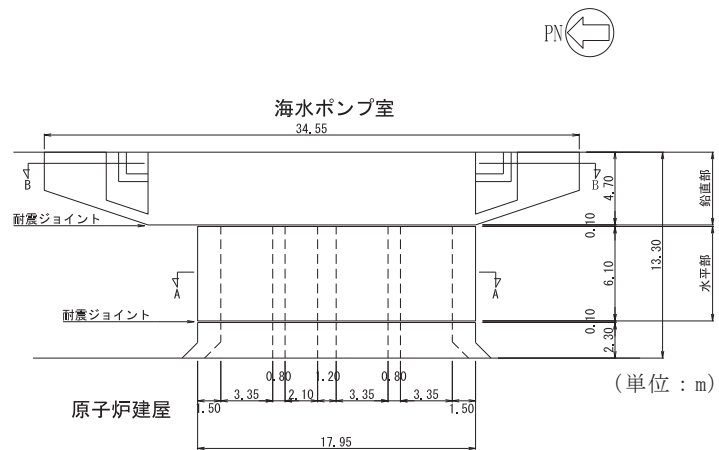 PN
海水ポンプ室
34.55
B
B
4.70
鉛直部
耐震ジョイント
0.10
13.30
6.10
水平部
A
A
耐震ジョイント
0.10
2.30
(単位：m)
0.80
1.20
0.80
原子炉建屋
1.50
3.35
2.10
3.35
3.35
1.50
17.95